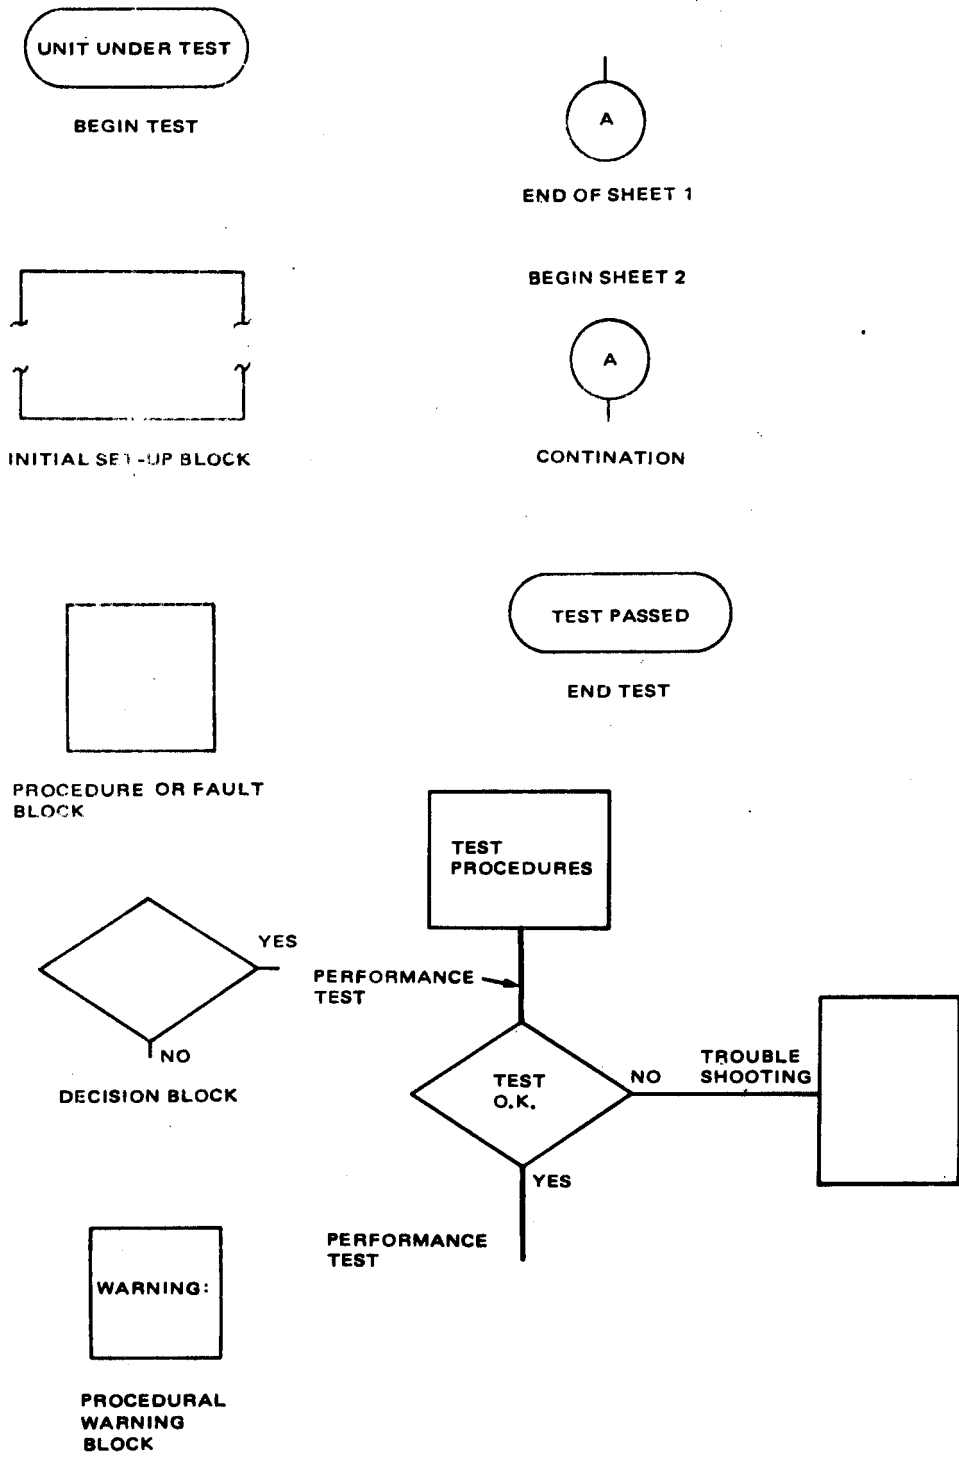 UNIT UNDER TEST
BEGIN TEST
A
END OF SHEET 1
BEGIN SHEET 2
A
CONTINATION
INITIAL SET-UP BLOCK
TEST PASSED
END TEST
PROCEDURE OR FAULT
BLOCK
TEST
PROCEDURES
YES
NO
DECISION BLOCK
PERFORMANCE
TEST
TEST
O.K.
NO
TROUBLE
SHOOTING
YES
PERFORMANCE
TEST
WARNING:
PROCEDURAL
WARNING
BLOCK